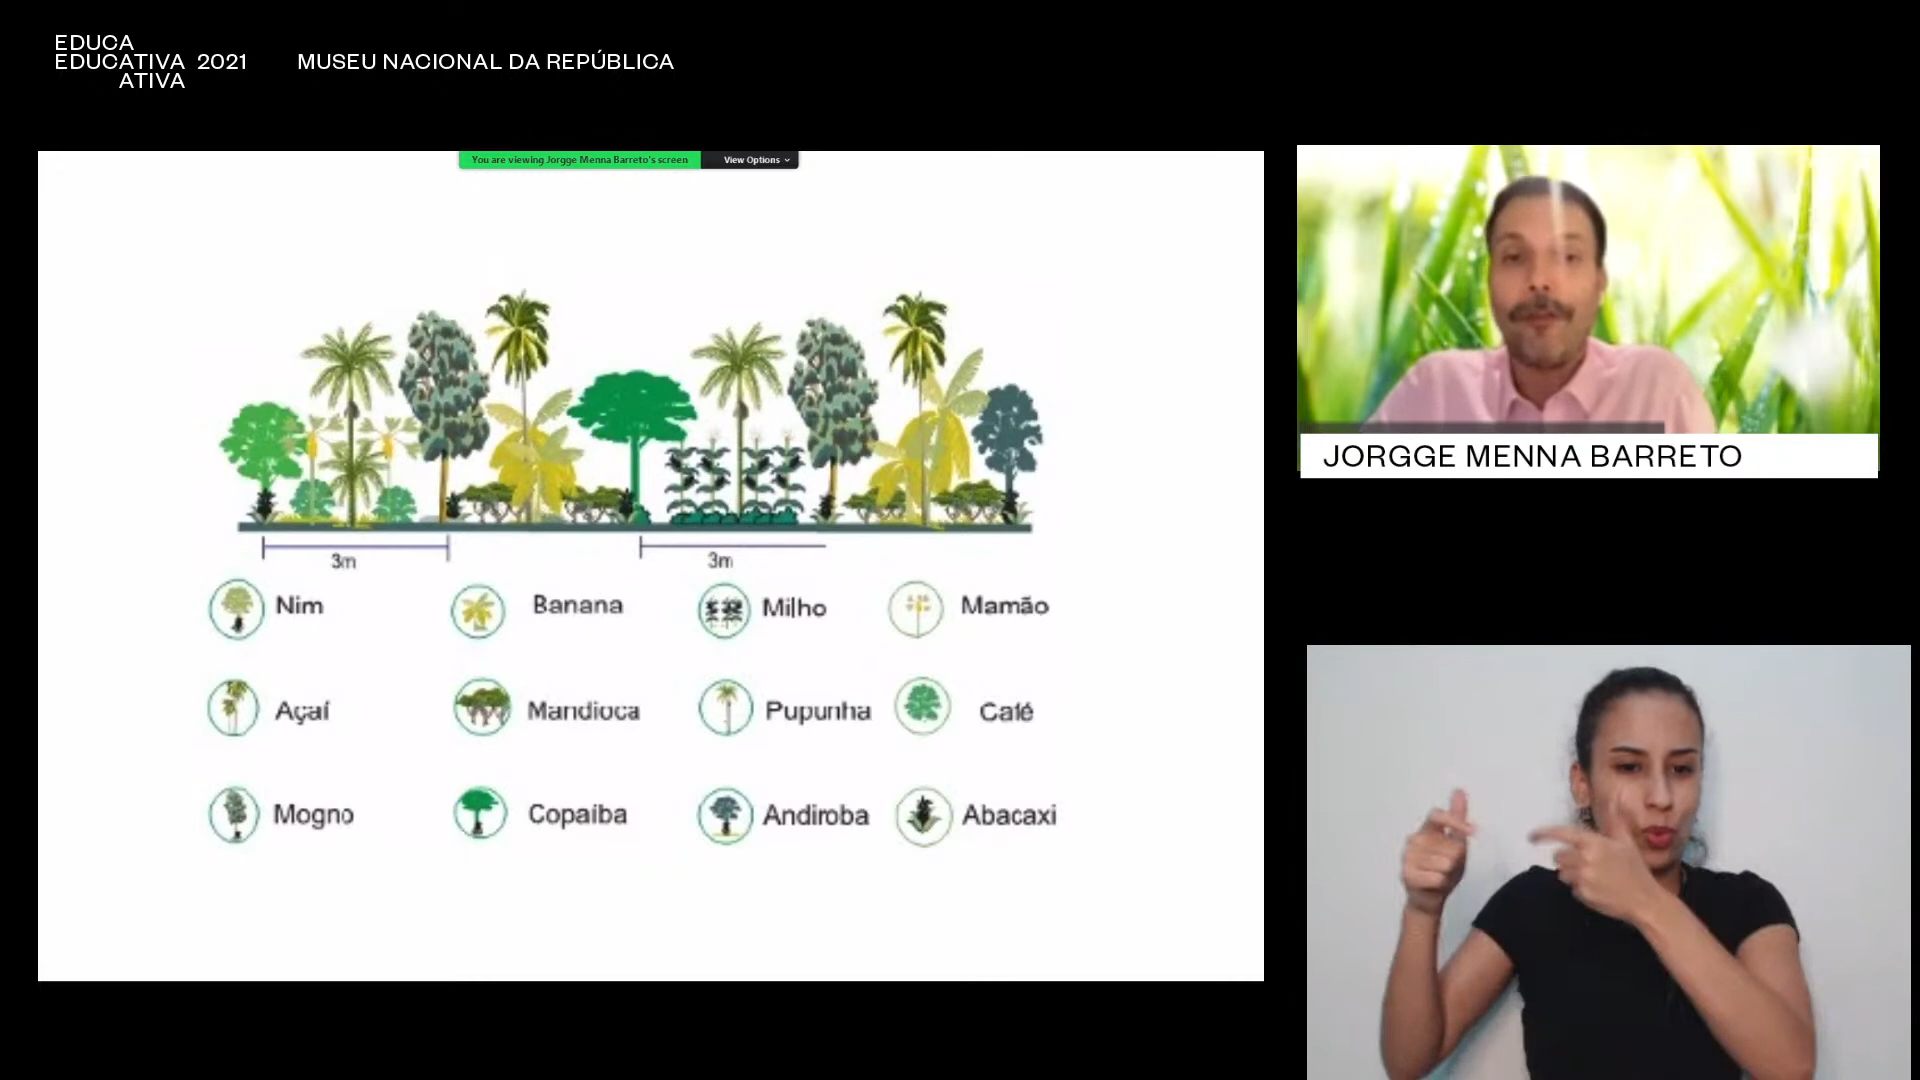 EDUCA
EDUCATIVA 2021
ATIVA
MUSEU NACIONAL DA REPÚBLICA
You are viewing Jorgge Menna Barreto's screen
View Options
JORGGE MENNA BARRETO
3m
3m
Nim
Banana
Milho
Mamão
Açaí
Mandioca
Pupunha
Café
Mogno
Copaíba
Andiroba
Abacaxi